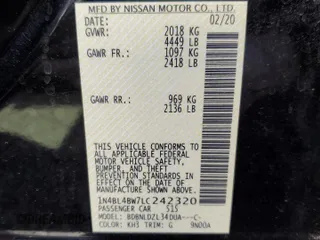 MFD BY NISSAN MOTOR CO., LTD.
DATE: 02/20
GVWR: 2018 KG
4449 LB
GAWR FR.: 1097 KG
2418 LB
GAWR RR.: 969 KG
2136 LB
THIS VEHICLE CONFORMS TO ALL
APPLICABLE FEDERAL MOTOR VEHICLE
SAFETY, BUMPER, AND THEFT
PREVENTION STANDARDS IN EFFECT
ON THE DATE OF MANUFACTURE
SHOWN ABOVE.
1N4BL4BW7LC242320
PASSENGER CAR 515
MODEL: BDBNLDZL34DUA---C-
COLOR: KH3 TRIM: G 9N00A